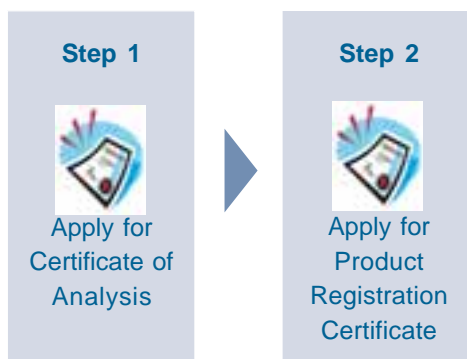 Step 1
Apply for
Certificate of
Analysis
Step 2
Apply for
Product
Registration
Certificate